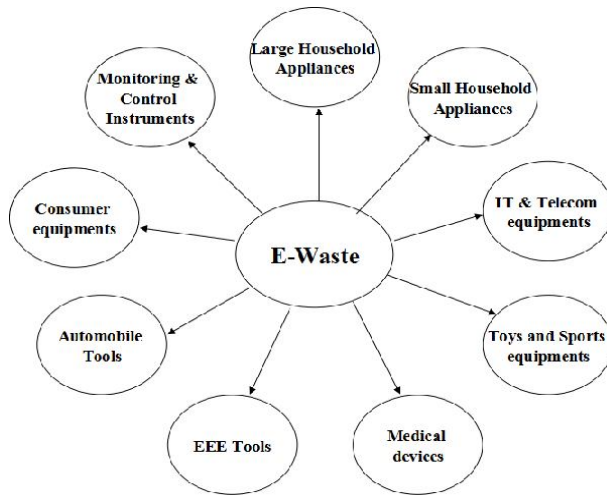 Large Household
Appliances
Monitoring &
Control
Instruments
Small Household
Appliances
Consumer
equipments
IT & Telecom
equipments
E-Waste
Automobile
Tools
Toys and Sports
equipments
EEE Tools
Medical
devices